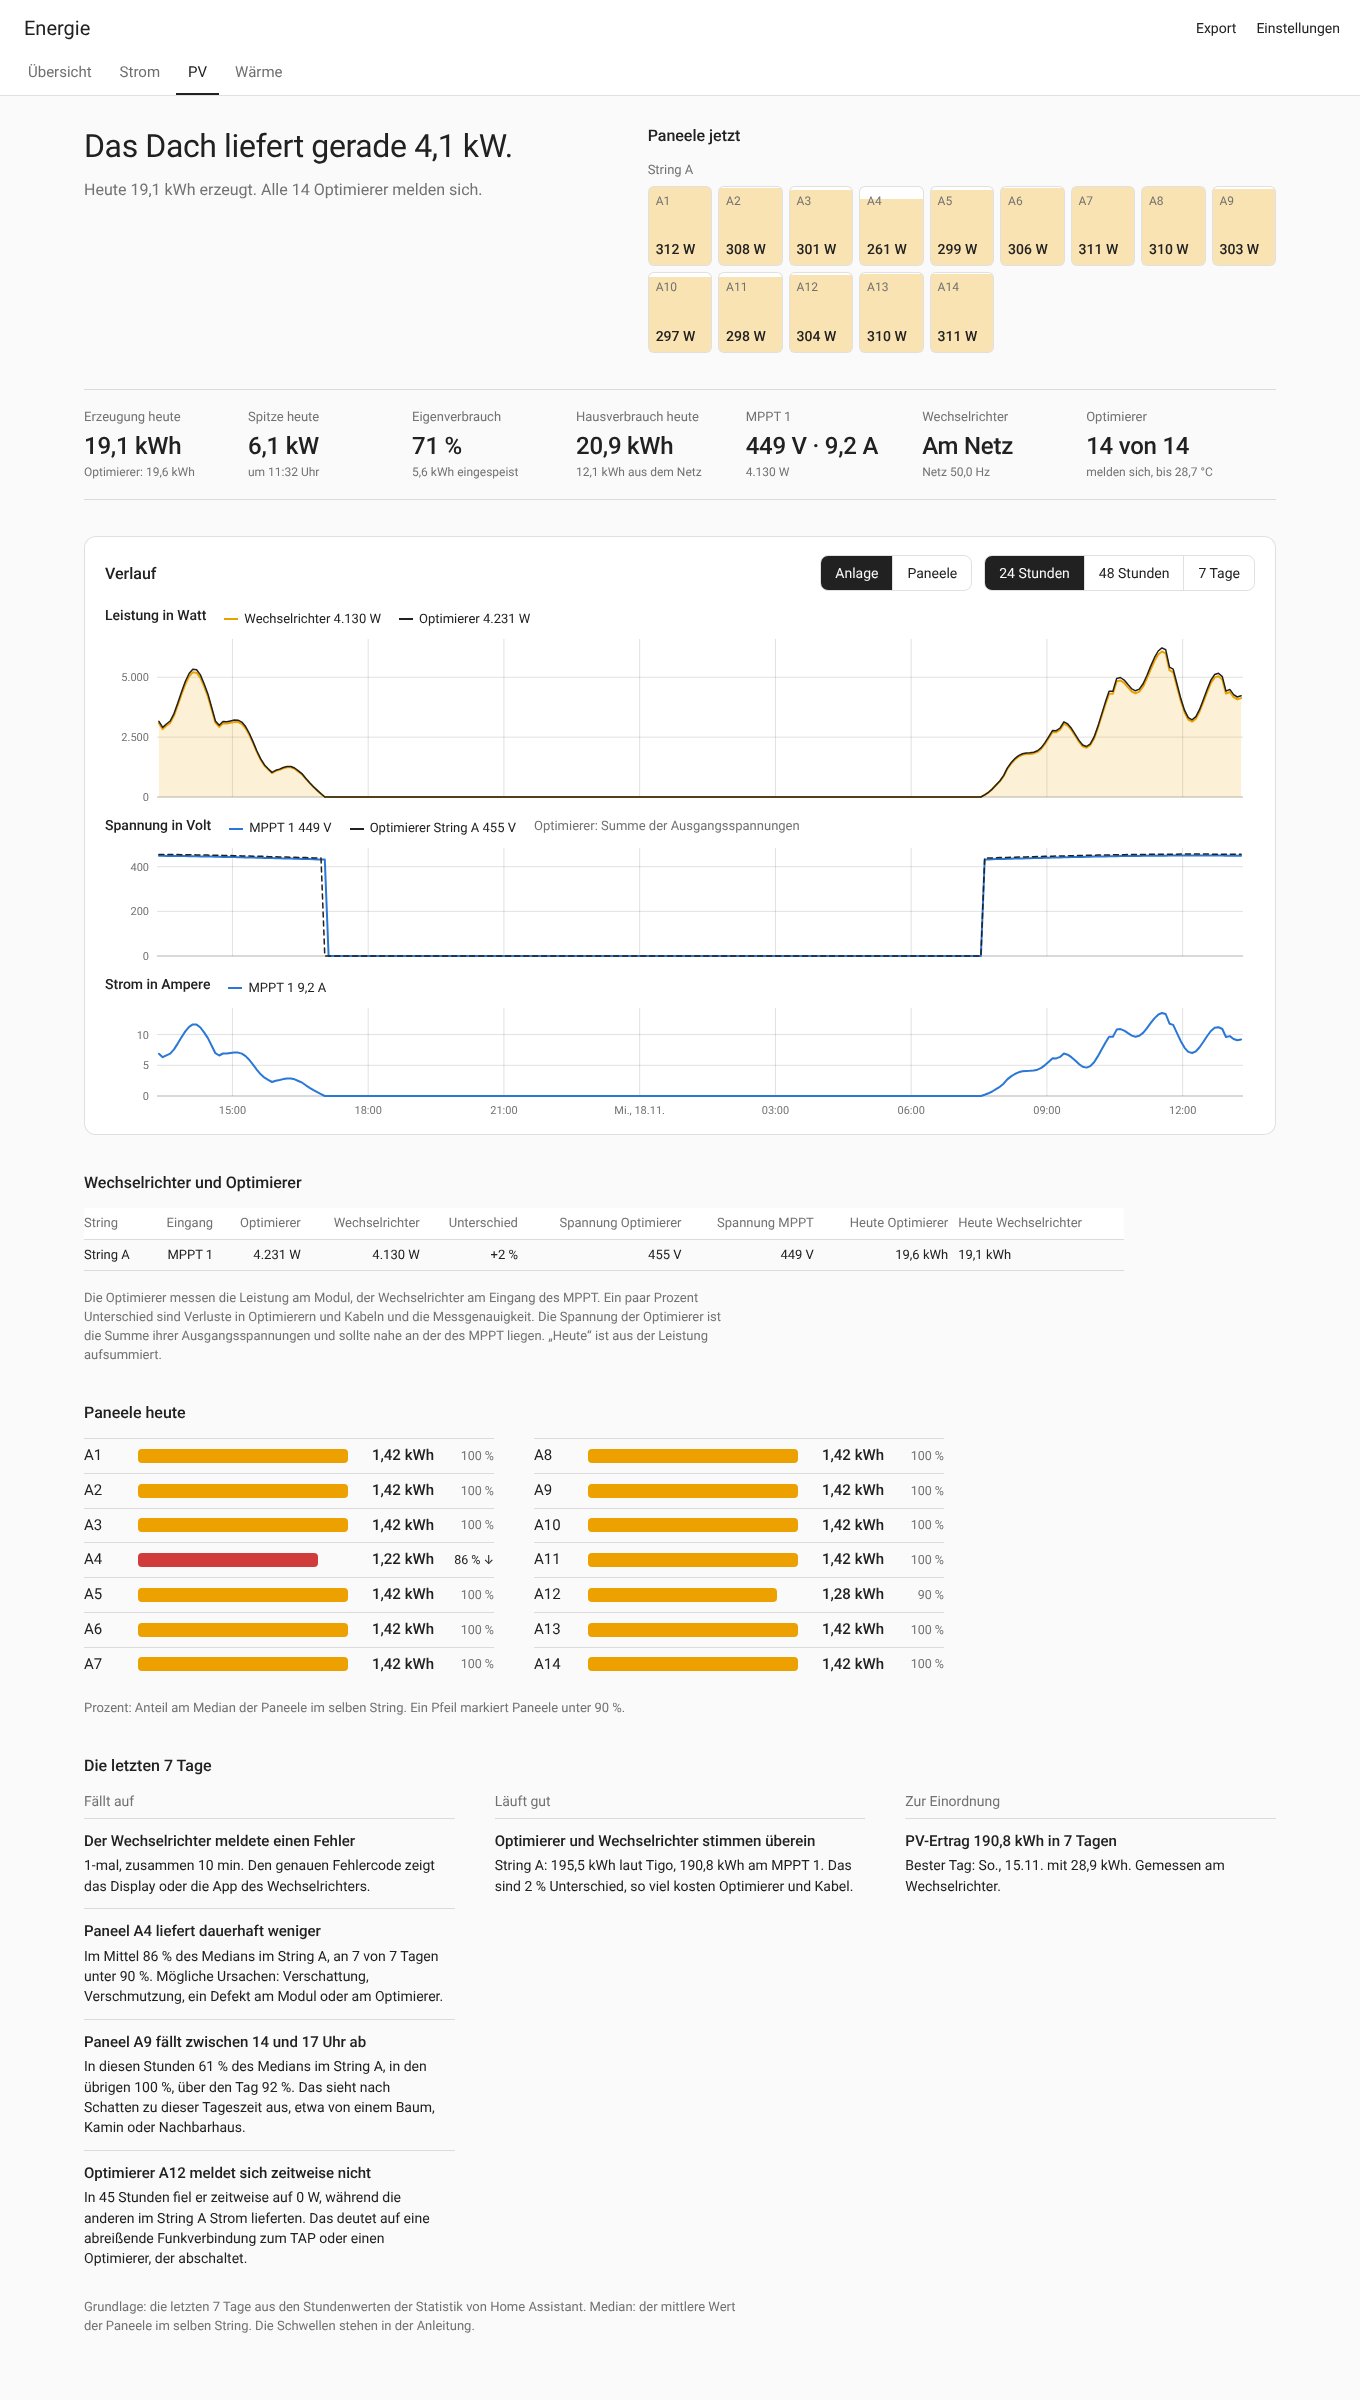 Energie
Export Einstellungen
Übersicht Strom PV Wärme
Das Dach liefert gerade 4,1 kW.
Heute 19,1 kWh erzeugt. Alle 14 Optimierer melden sich.
Paneele jetzt
String A
A1 A2 A3 A4 A5 A6 A7 A8 A9
312 W 308 W 301 W 261 W 299 W 306 W 311 W 310 W 303 W
A10 A11 A12 A13 A14
297 W 298 W 304 W 310 W 311 W
Erzeugung heute Spitze heute Eigenverbrauch Hausverbrauch heute MPPT 1 Wechselrichter Optimierer
19,1 kWh 6,1 kW 71 % 20,9 kWh 449 V · 9,2 A Am Netz 14 von 14
Optimierer: 19,6 kWh um 11:32 Uhr 5,6 kWh eingespeist 12,1 kWh aus dem Netz 4.130 W Netz 50,0 Hz melden sich, bis 28,7 °C
Verlauf
Anlage Paneele 24 Stunden 48 Stunden 7 Tage
Leistung in Watt Wechselrichter 4.130 W Optimierer 4.231 W
5.000
2.500
0
Spannung in Volt MPPT 1 449 V Optimierer String A 455 V Optimierer: Summe der Ausgangsspannungen
400
200
0
Strom in Ampere MPPT 1 9,2 A
10
5
0
15:00 18:00 21:00 Mi., 18.11. 03:00 06:00 09:00 12:00
Wechselrichter und Optimierer
String Eingang Optimierer Wechselrichter Unterschied Spannung Optimierer Spannung MPPT Heute Optimierer Heute Wechselrichter
String A MPPT 1 4.231 W 4.130 W +2 % 455 V 449 V 19,6 kWh 19,1 kWh
Die Optimierer messen die Leistung am Modul, der Wechselrichter am Eingang des MPPT. Ein paar Prozent
Unterschied sind Verluste in Optimierern und Kabeln und die Messgenauigkeit. Die Spannung der Optimierer ist
die Summe ihrer Ausgangsspannungen und sollte nahe an der des MPPT liegen. „Heute“ ist aus der Leistung
aufsummiert.
Paneele heute
A1 1,42 kWh 100 % A8 1,42 kWh 100 %
A2 1,42 kWh 100 % A9 1,42 kWh 100 %
A3 1,42 kWh 100 % A10 1,42 kWh 100 %
A4 1,22 kWh 86 % ↓ A11 1,42 kWh 100 %
A5 1,42 kWh 100 % A12 1,28 kWh 90 %
A6 1,42 kWh 100 % A13 1,42 kWh 100 %
A7 1,42 kWh 100 % A14 1,42 kWh 100 %
Prozent: Anteil am Median der Paneele im selben String. Ein Pfeil markiert Paneele unter 90 %.
Die letzten 7 Tage
Fällt auf
Der Wechselrichter meldete einen Fehler
1-mal, zusammen 10 min. Den genauen Fehlercode zeigt
das Display oder die App des Wechselrichters.
Paneel A4 liefert dauerhaft weniger
Im Mittel 86 % des Medians im String A, an 7 von 7 Tagen
unter 90 %. Mögliche Ursachen: Verschattung,
Verschmutzung, ein Defekt am Modul oder am Optimierer.
Paneel A9 fällt zwischen 14 und 17 Uhr ab
In diesen Stunden 61 % des Medians im String A, in den
übrigen 100 %, über den Tag 92 %. Das sieht nach
Schatten zu dieser Tageszeit aus, etwa von einem Baum,
Kamin oder Nachbarhaus.
Optimierer A12 meldet sich zeitweise nicht
In 45 Stunden fiel er zeitweise auf 0 W, während die
anderen im String A Strom lieferten. Das deutet auf eine
abreißende Funkverbindung zum TAP oder einen
Optimierer, der abschaltet.
Läuft gut
Optimierer und Wechselrichter stimmen überein
String A: 195,5 kWh laut Tigo, 190,8 kWh am MPPT 1. Das
sind 2 % Unterschied, so viel kosten Optimierer und Kabel.
Zur Einordnung
PV-Ertrag 190,8 kWh in 7 Tagen
Bester Tag: So., 15.11. mit 28,9 kWh. Gemessen am
Wechselrichter.
Grundlage: die letzten 7 Tage aus den Stundenwerten der Statistik von Home Assistant. Median: der mittlere Wert
der Paneele im selben String. Die Schwellen stehen in der Anleitung.